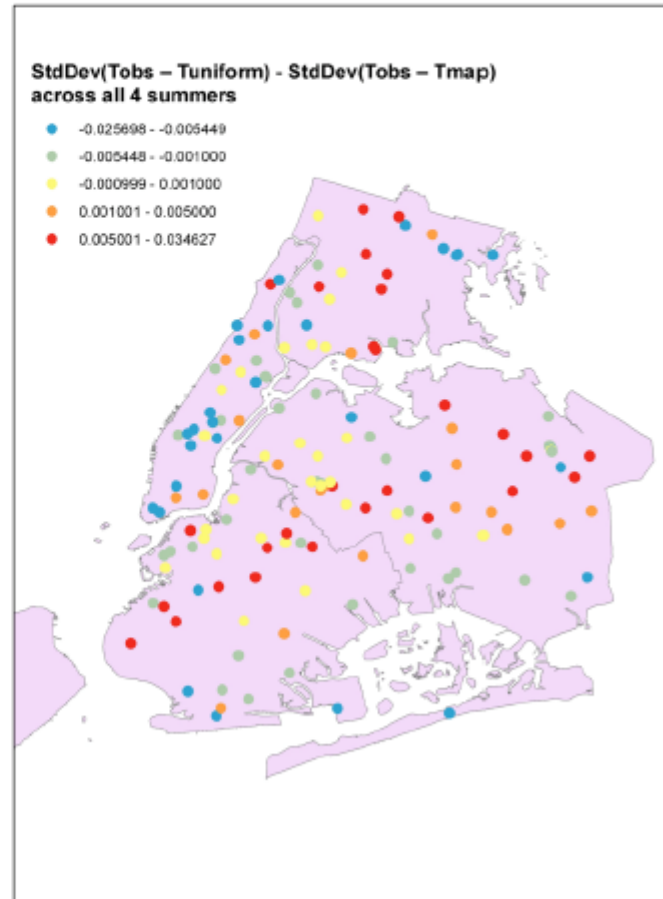 StdDev(Tobs – Tuniform) - StdDev(Tobs – Tmap)
across all 4 summers
-0.025698 - -0.005449
-0.005448 - -0.001000
-0.000999 - 0.001000
0.001001 - 0.005000
0.005001 - 0.034627